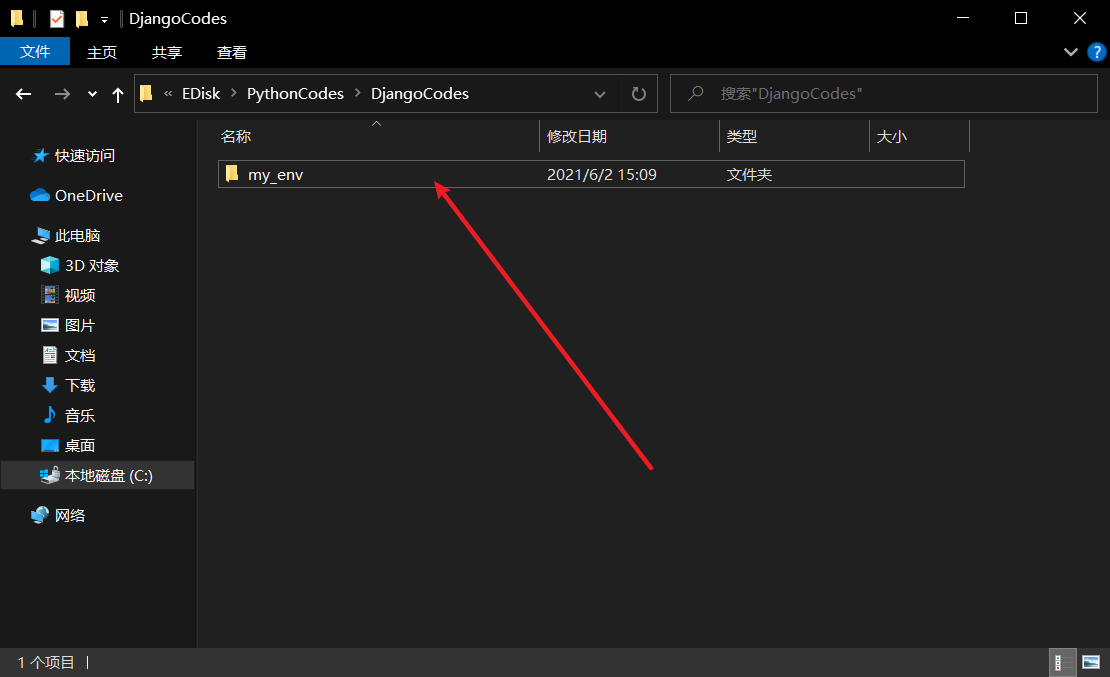 DjangoCodes
文件 主页 共享 查看 ?
« EDisk > PythonCodes > DjangoCodes 搜索"DjangoCodes"
名称 修改日期 类型 大小
my_env 2021/6/2 15:09 文件夹
快速访问
OneDrive
此电脑
3D 对象
视频
图片
文档
下载
音乐
桌面
本地磁盘 (C:)
网络
1 个项目